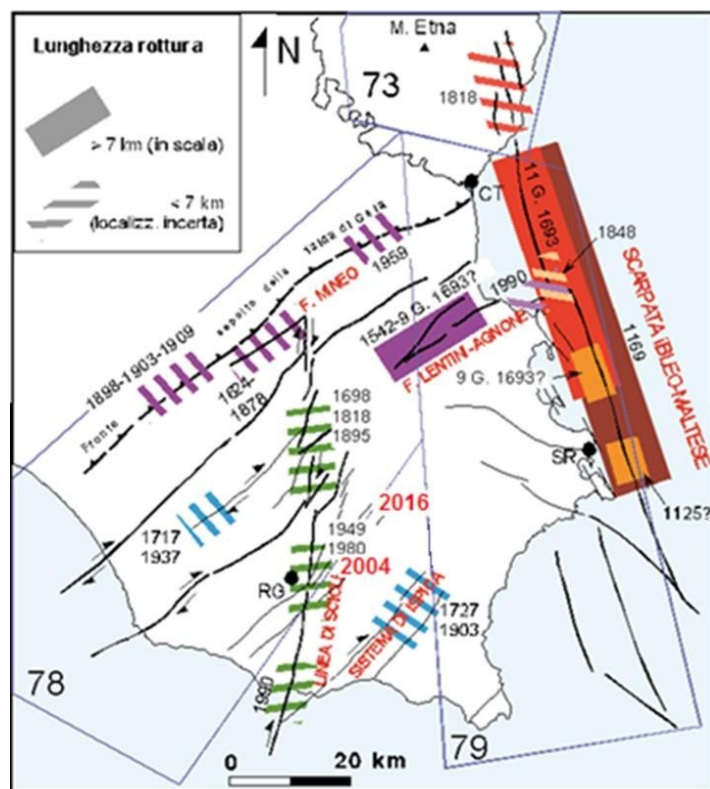 Lunghezza rottura
> 7 km (in scala)
< 7 km
(localizz. incerta)
N
M. Etna
73
1818
CT
11 G. 1693
1848
SCARPATA IBLEO-MALTESE
1169
1990
1959
Fronte sepolto della falda di Gela
F. MINEO
1898-1903-1909
1542-9 G. 1693?
F. LENTINI-AGNONE
1624-
1878
9 G. 1693?
1698
1818
1895
SR
1125?
2016
1717
1937
1949
1980
2004
RG
LINEA DI SCICLI
SISTEMA DI ISPICA
1727
1903
1990
78
79
0 20 km